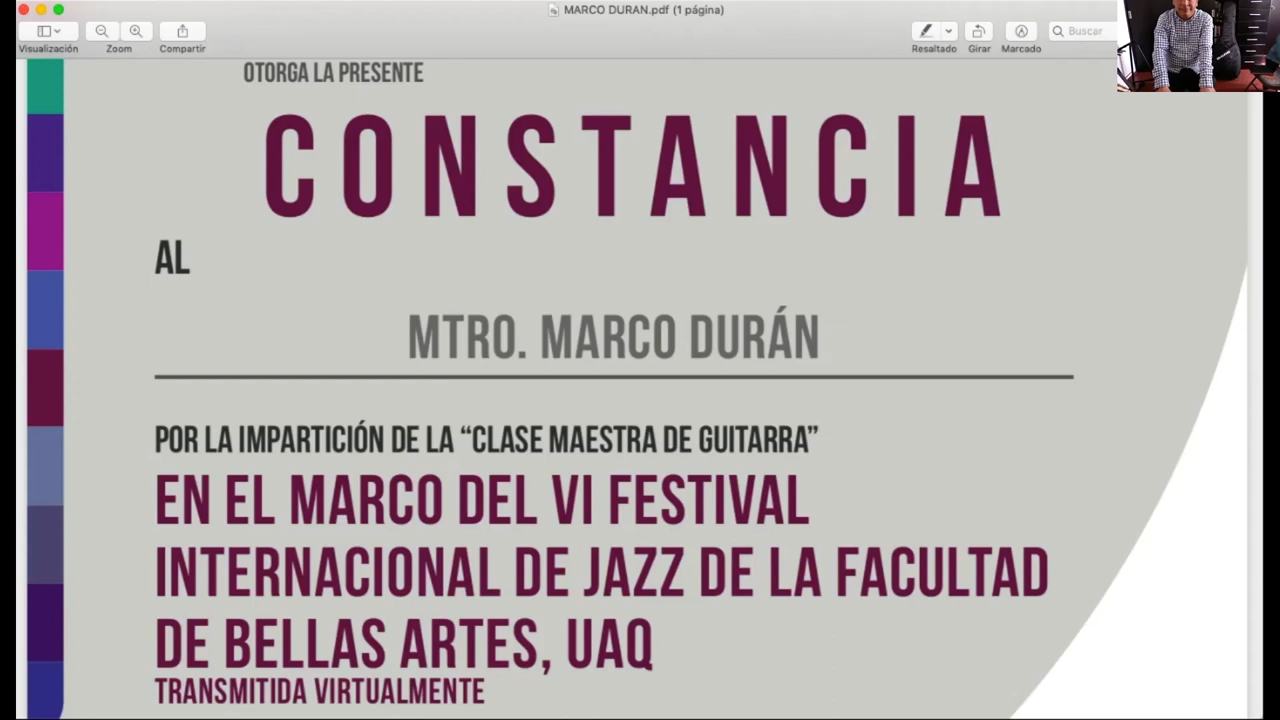 MARCO DURAN.pdf (1 página)
Visualización
Zoom
Compartir
Resaltado
Girar
Marcado
Buscar
OTORGA LA PRESENTE
CONSTANCIA
AL
MTRO. MARCO DURÁN
POR LA IMPARTICIÓN DE LA “CLASE MAESTRA DE GUITARRA”
EN EL MARCO DEL VI FESTIVAL
INTERNACIONAL DE JAZZ DE LA FACULTAD
DE BELLAS ARTES, UAQ
TRANSMITIDA VIRTUALMENTE